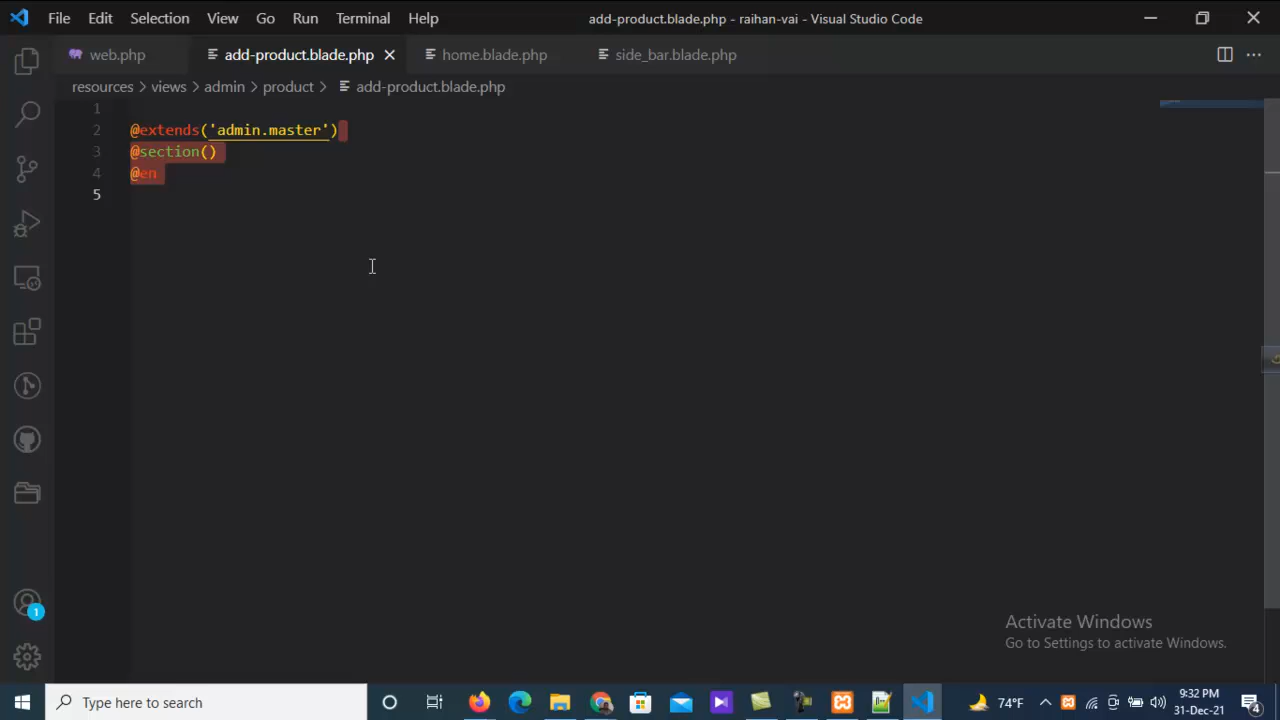 File Edit Selection View Go Run Terminal Help add-product.blade.php - raihan-vai - Visual Studio Code
web.php add-product.blade.php home.blade.php side_bar.blade.php
resources > views > admin > product > add-product.blade.php
1
2 @extends('admin.master')
3 @section()
4 @en
5
1
Activate Windows
Go to Settings to activate Windows.
Type here to search
74°F
9:32 PM
31-Dec-21
4